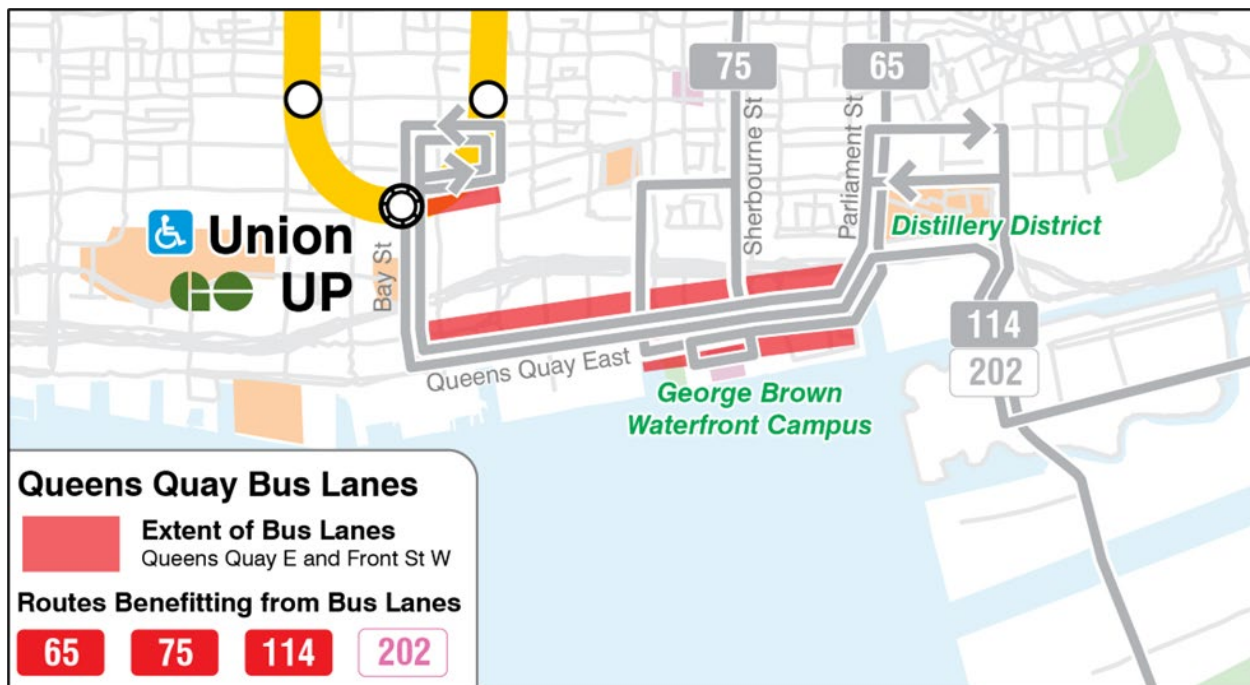 75
65
Sherbourne St
Parliament St
Distillery District
Union
GO UP
Bay St
114
202
Queens Quay East
George Brown
Waterfront Campus
Queens Quay Bus Lanes
Extent of Bus Lanes
Queens Quay E and Front St W
Routes Benefitting from Bus Lanes
65 75 114 202